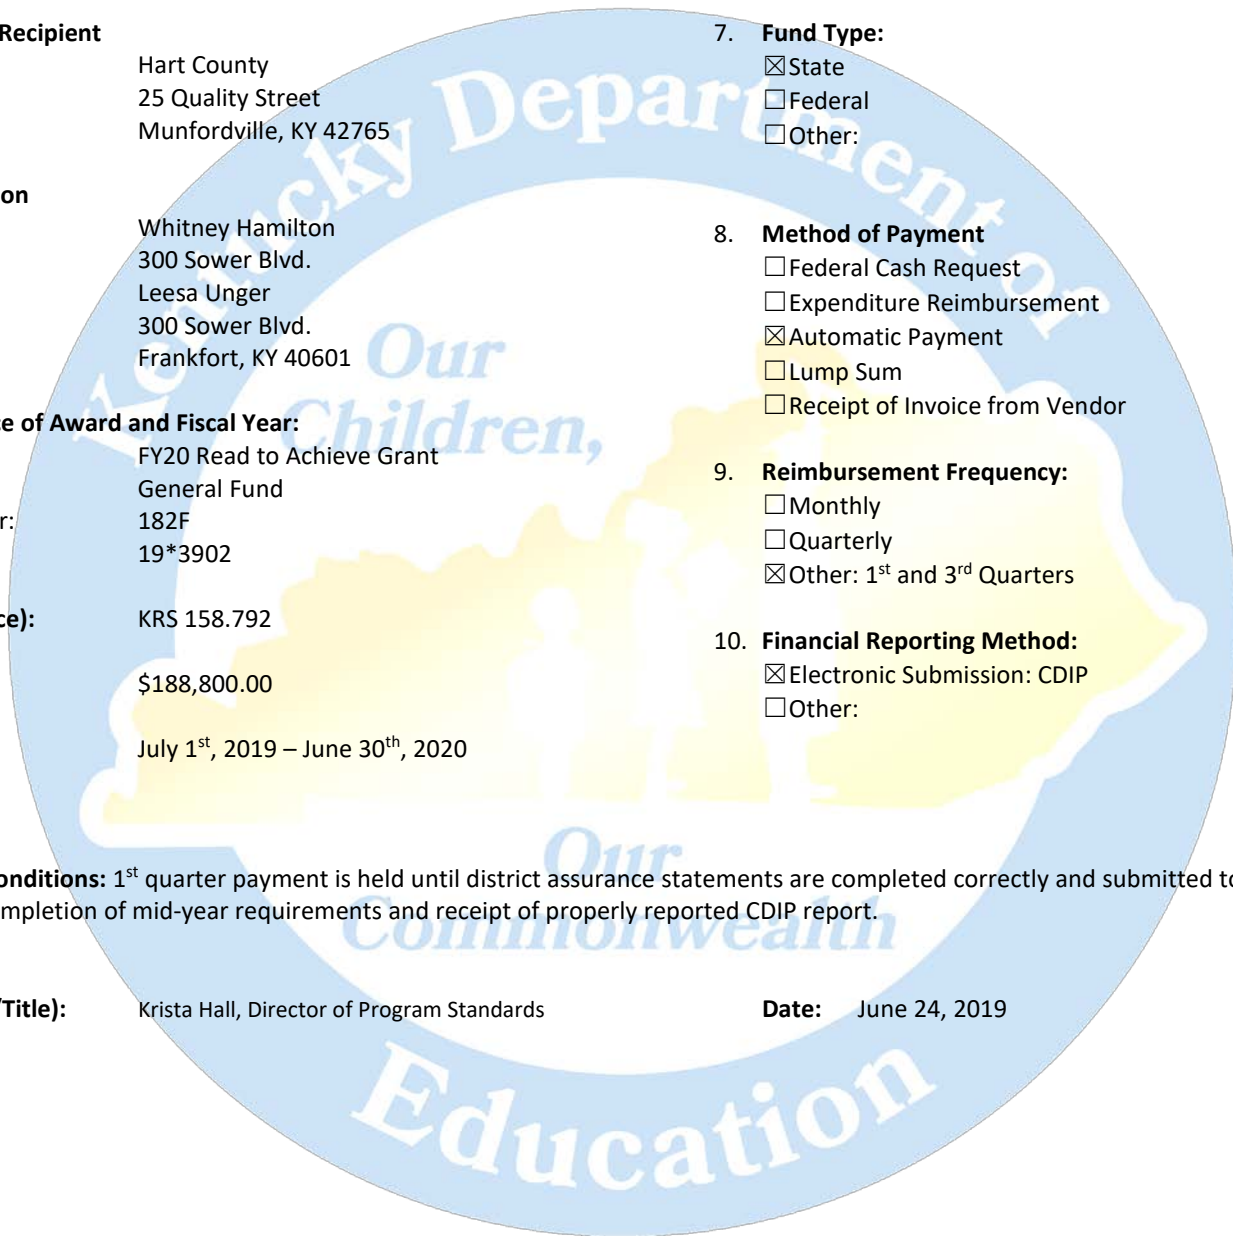 Recipient
Hart County
25 Quality Street
Munfordville, KY 42765
on
Whitney Hamilton
300 Sower Blvd.
Leesa Unger
300 Sower Blvd.
Frankfort, KY 40601
e of Award and Fiscal Year:
FY20 Read to Achieve Grant
General Fund
r: 182F
19*3902
ce): KRS 158.792
$188,800.00
July 1st, 2019 – June 30th, 2020
7. Fund Type:
☒State
☐Federal
☐Other:
8. Method of Payment
☐Federal Cash Request
☐Expenditure Reimbursement
☒Automatic Payment
☐Lump Sum
☐Receipt of Invoice from Vendor
9. Reimbursement Frequency:
☐Monthly
☐Quarterly
☒Other: 1st and 3rd Quarters
10. Financial Reporting Method:
☒Electronic Submission: CDIP
☐Other:
onditions: 1st quarter payment is held until district assurance statements are completed correctly and submitted to
mpletion of mid-year requirements and receipt of properly reported CDIP report.
/Title): Krista Hall, Director of Program Standards Date: June 24, 2019
Kentucky Department of
Education
Our
Children,
Our
Commonwealth